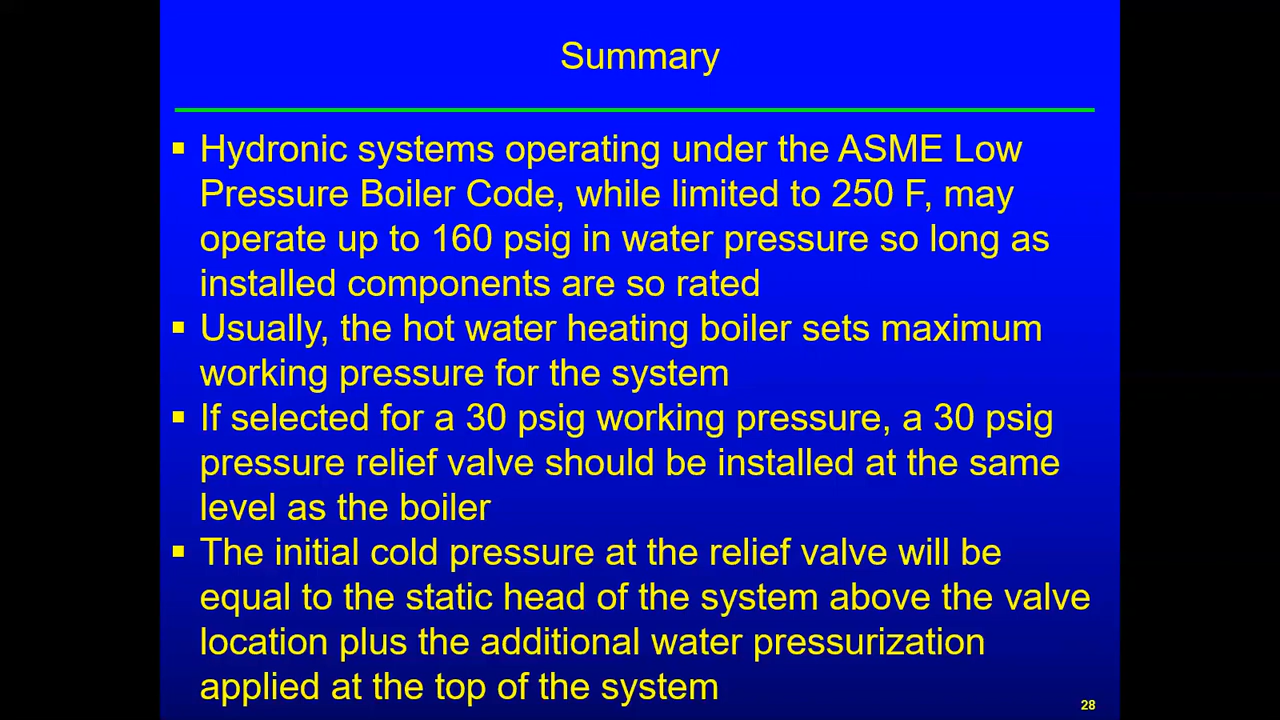 Summary
▪ Hydronic systems operating under the ASME Low
Pressure Boiler Code, while limited to 250 F, may
operate up to 160 psig in water pressure so long as
installed components are so rated
▪ Usually, the hot water heating boiler sets maximum
working pressure for the system
▪ If selected for a 30 psig working pressure, a 30 psig
pressure relief valve should be installed at the same
level as the boiler
▪ The initial cold pressure at the relief valve will be
equal to the static head of the system above the valve
location plus the additional water pressurization
applied at the top of the system
28